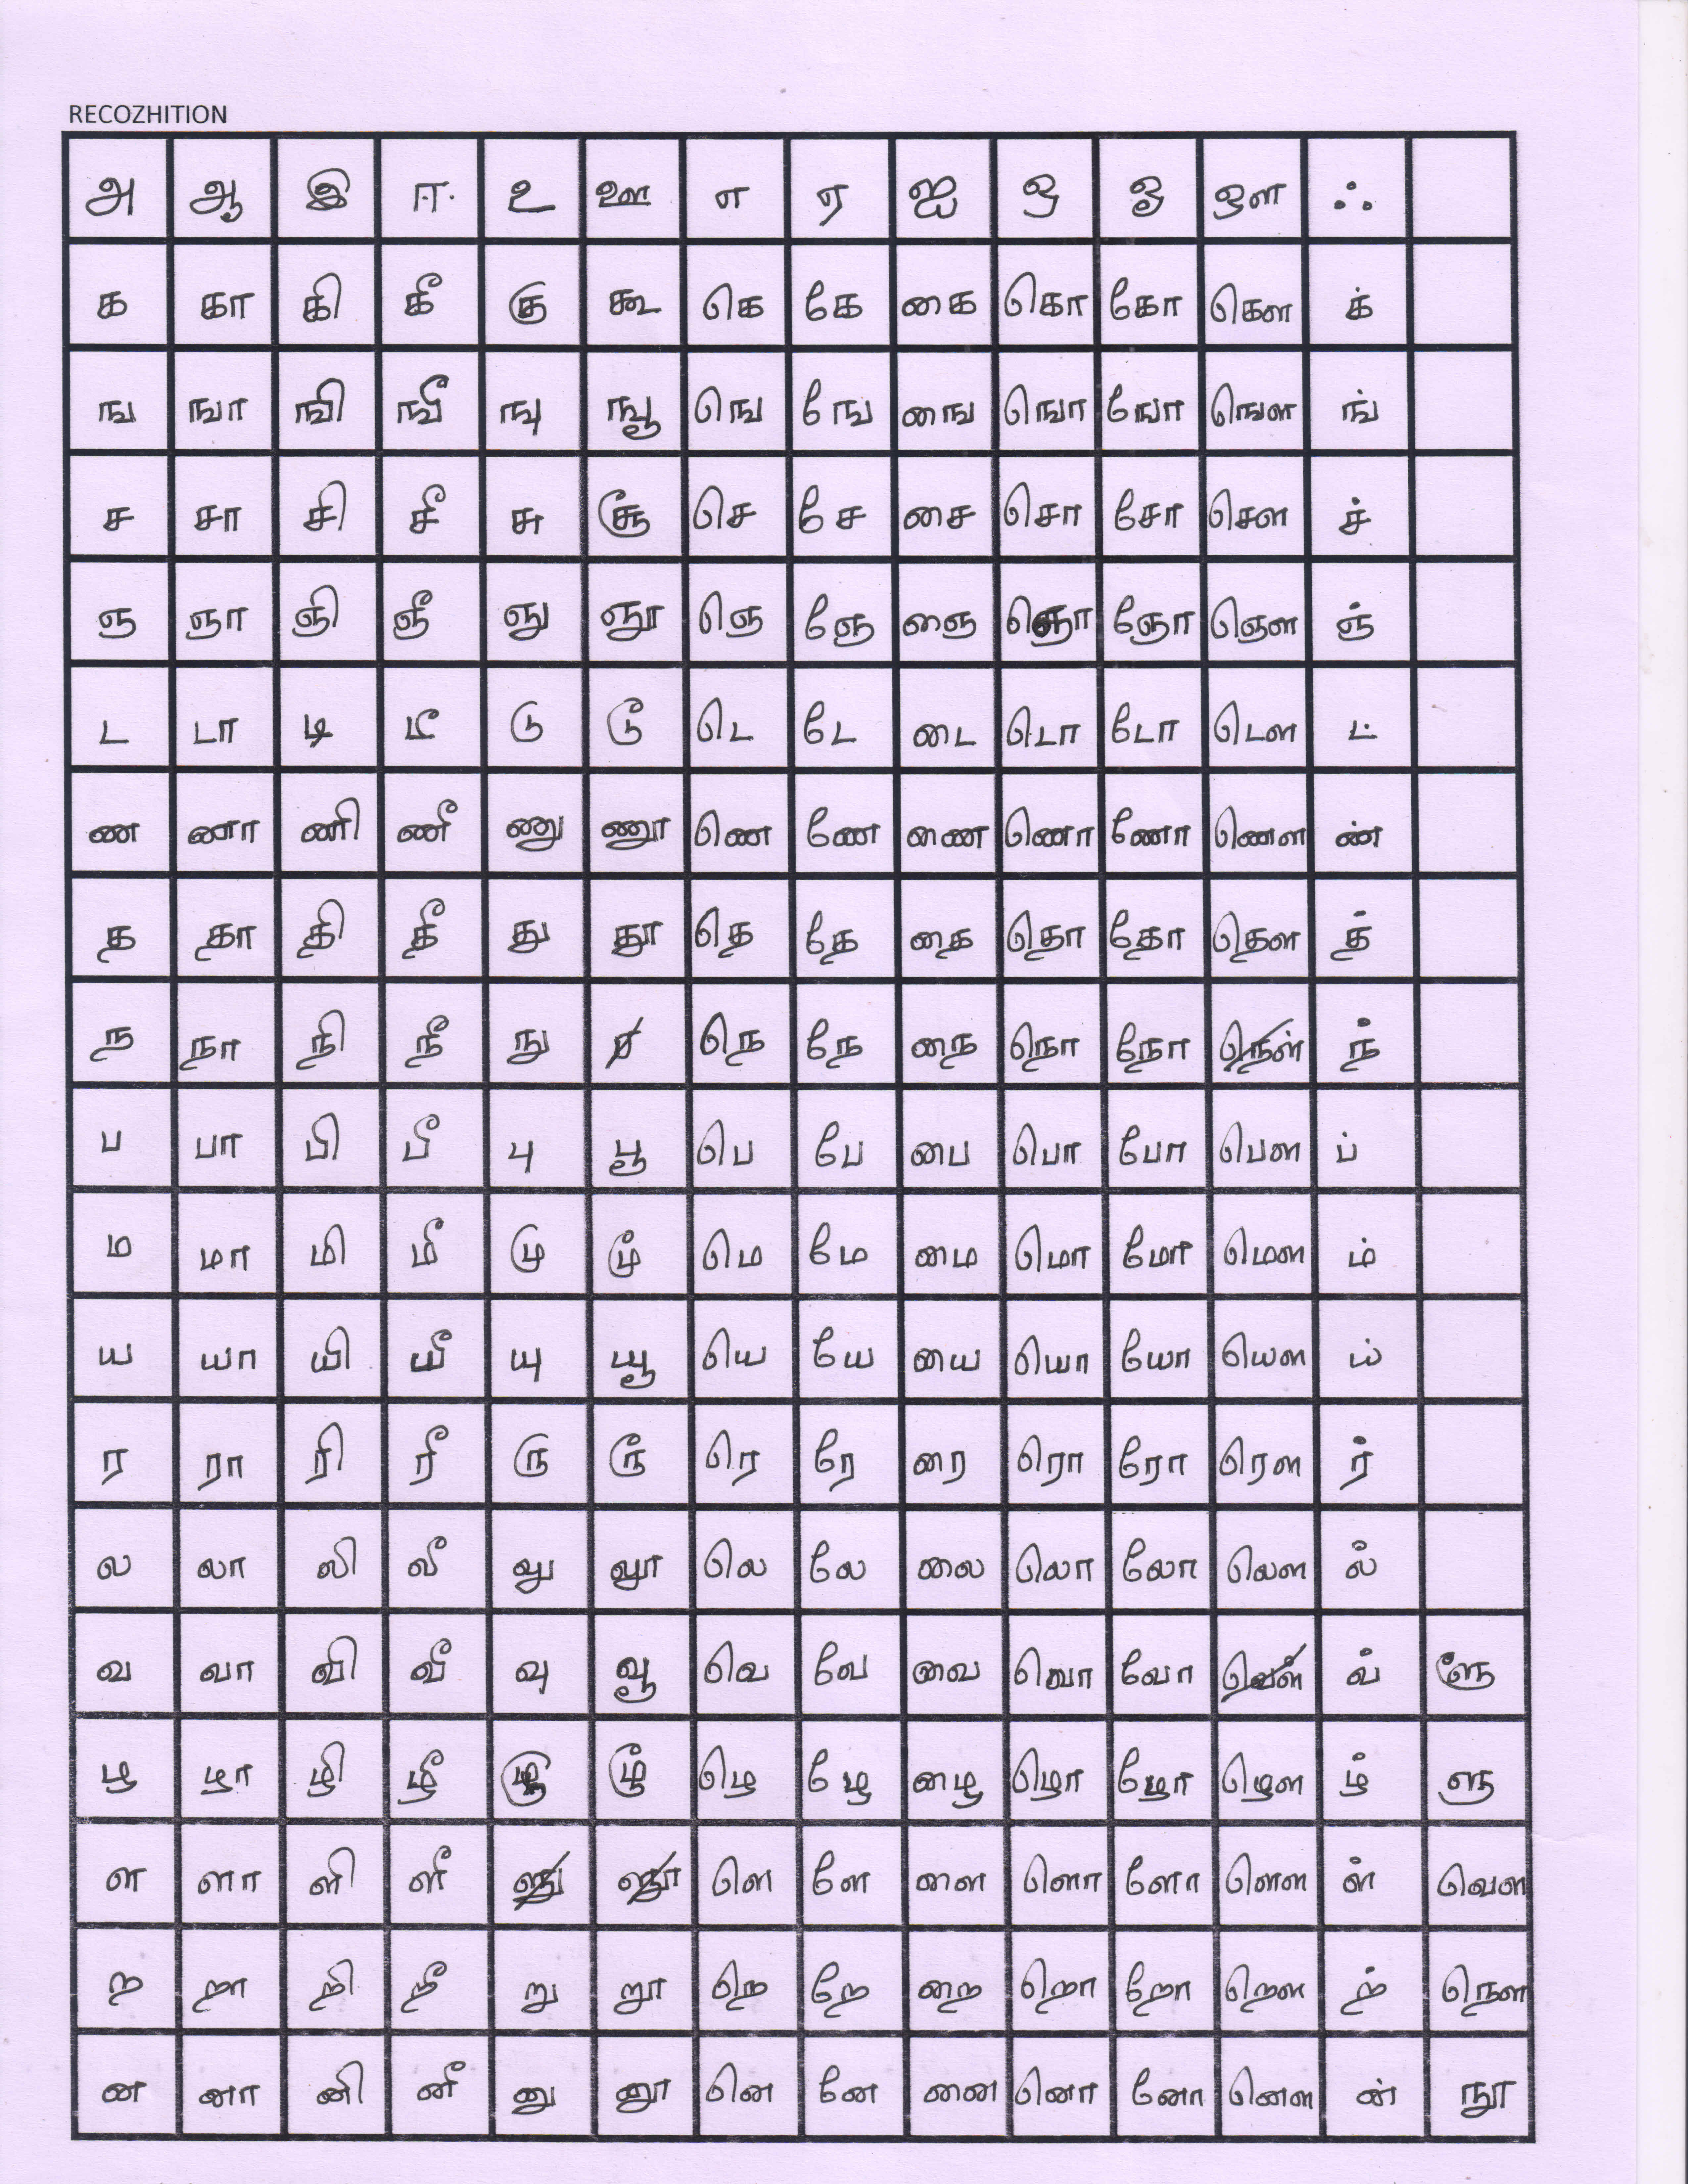 RECOZHITION
அ ஆ இ ஈ உ ஊ எ ஏ ஐ ஒ ஓ ஔ ஃ
க கா கி கீ கு கூ கெ கே கை கொ கோ கௌ க்
ங ஙா ஙி ஙீ ஙு ஙூ ஙெ ஙே ஙை ஙொ ஙோ ஙௌ ங்
ச சா சி சீ சு சூ செ சே சை சொ சோ சௌ ச்
ஞ ஞா ஞி ஞீ ஞு ஞூ ஞெ ஞே ஞை ஞொ ஞோ ஞௌ ஞ்
ட டா டி டீ டு டூ டெ டே டை டொ டோ டௌ ட்
ண ணா ணி ணீ ணு ணூ ணெ ணே ணை ணொ ணோ ணௌ ண்
த தா தி தீ து தூ தெ தே தை தொ தோ தௌ த்
ந நா நி நீ நு நெ நே நை நொ நோ ந்
ப பா பி பீ பு பூ பெ பே பை பொ போ பௌ ப்
ம மா மி மீ மு மூ மெ மே மை மொ மோ மௌ ம்
ய யா யி யீ யு யூ யெ யே யை யொ யோ யௌ ய்
ர ரா ரி ரீ ரு ரூ ரெ ரே ரை ரொ ரோ ரௌ ர்
ல லா லி லீ லு லூ லெ லே லை லொ லோ லௌ ல்
வ வா வி வீ வு வூ வெ வே வை வொ வோ வ் ளூ
ழ ழா ழி ழீ ழு ழூ ழெ ழே ழை ழொ ழோ ழௌ ழ் ளு
ள ளா ளி ளீ ளெ ளே ளை ளொ ளோ ளௌ ள் வௌ
ற றா றி றீ று றூ றெ றே றை றொ றோ றௌ ற் நௌ
ன னா னி னீ னு னூ னெ னே னை னொ னோ னௌ ன் நூ